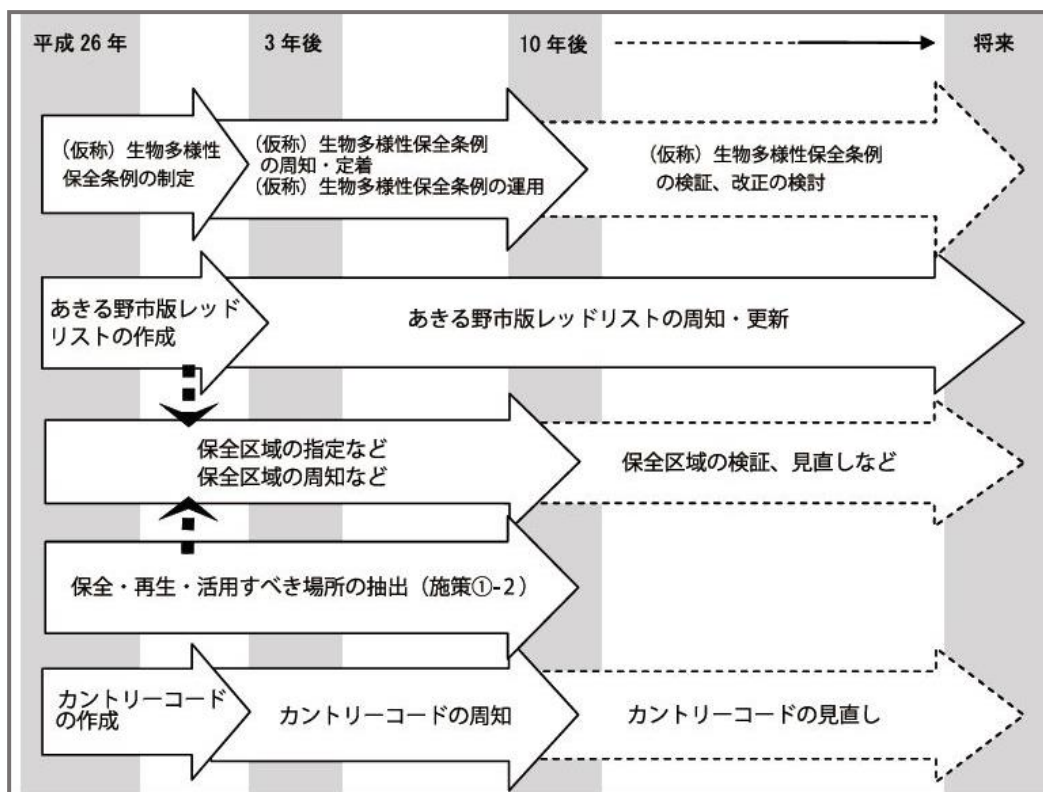 平成 26 年 3 年後 10 年後 将来
(仮称) 生物多様性
保全条例の制定
(仮称) 生物多様性保全条例
の周知・定着
(仮称) 生物多様性保全条例の運用
(仮称) 生物多様性保全条例
の検証、改正の検討
あきる野市版レッド
リストの作成
あきる野市版レッドリストの周知・更新
保全区域の指定など
保全区域の周知など
保全区域の検証、見直しなど
保全・再生・活用すべき場所の抽出 (施策①-2)
カントリーコード
の作成
カントリーコードの周知
カントリーコードの見直し